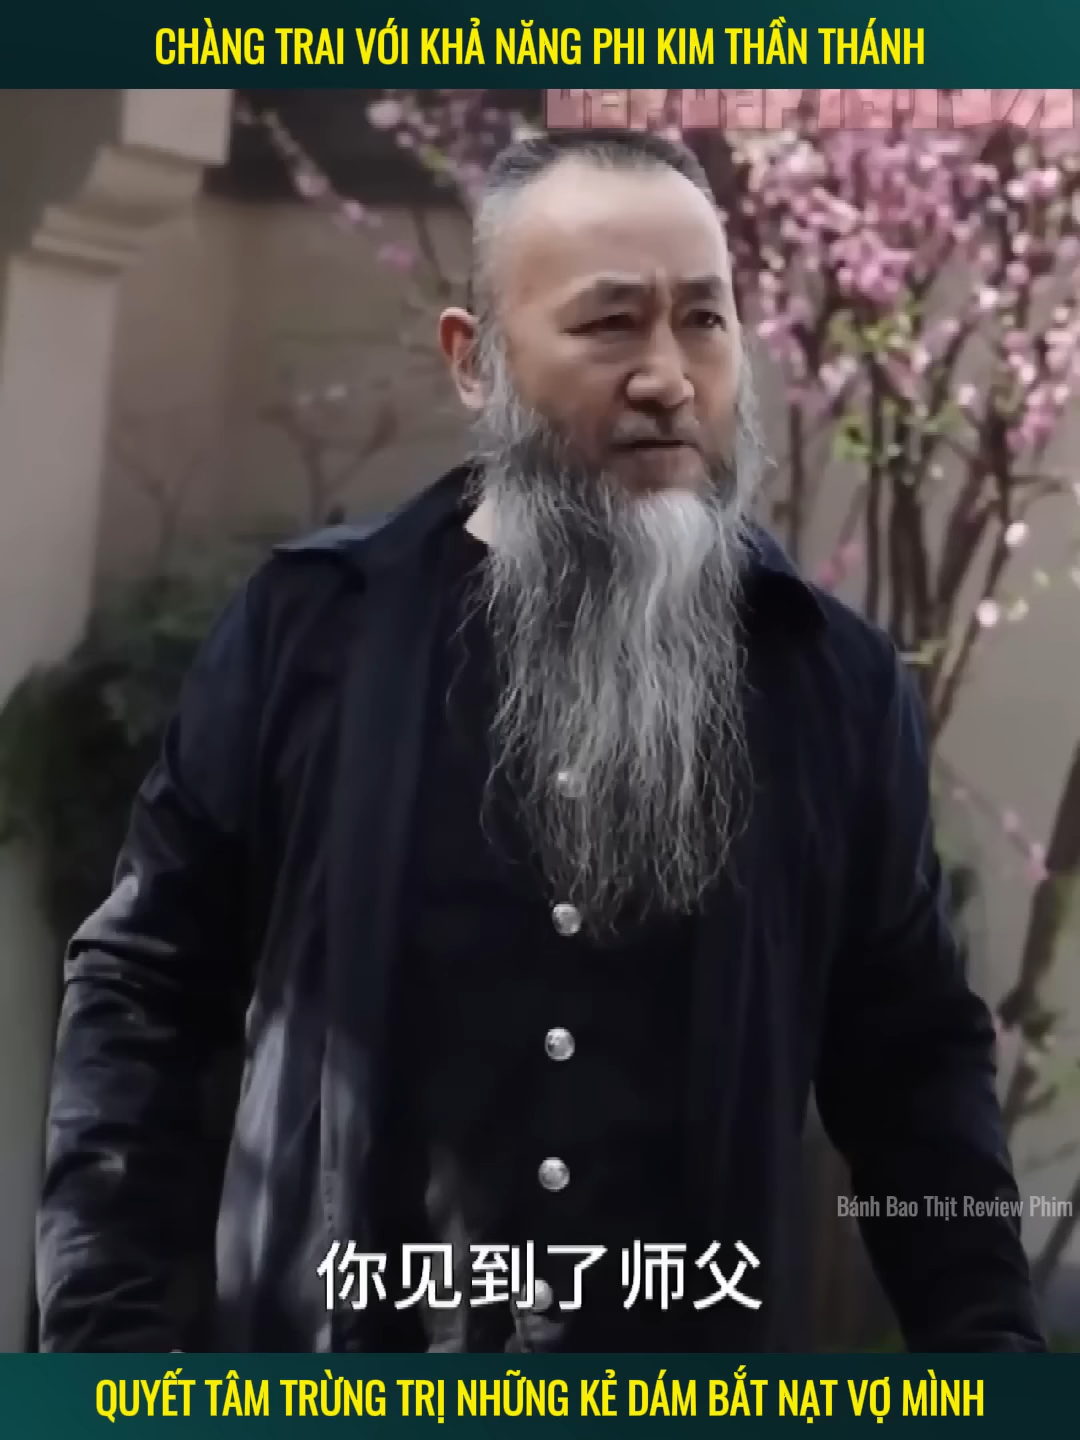 CHÀNG TRAI VỚI KHẢ NĂNG PHI KIM THẦN THÁNH
Bánh Bao Thịt Review Phim
你见到了师父
QUYẾT TÂM TRỪNG TRỊ NHỮNG KẺ DÁM BẮT NẠT VỢ MÌNH